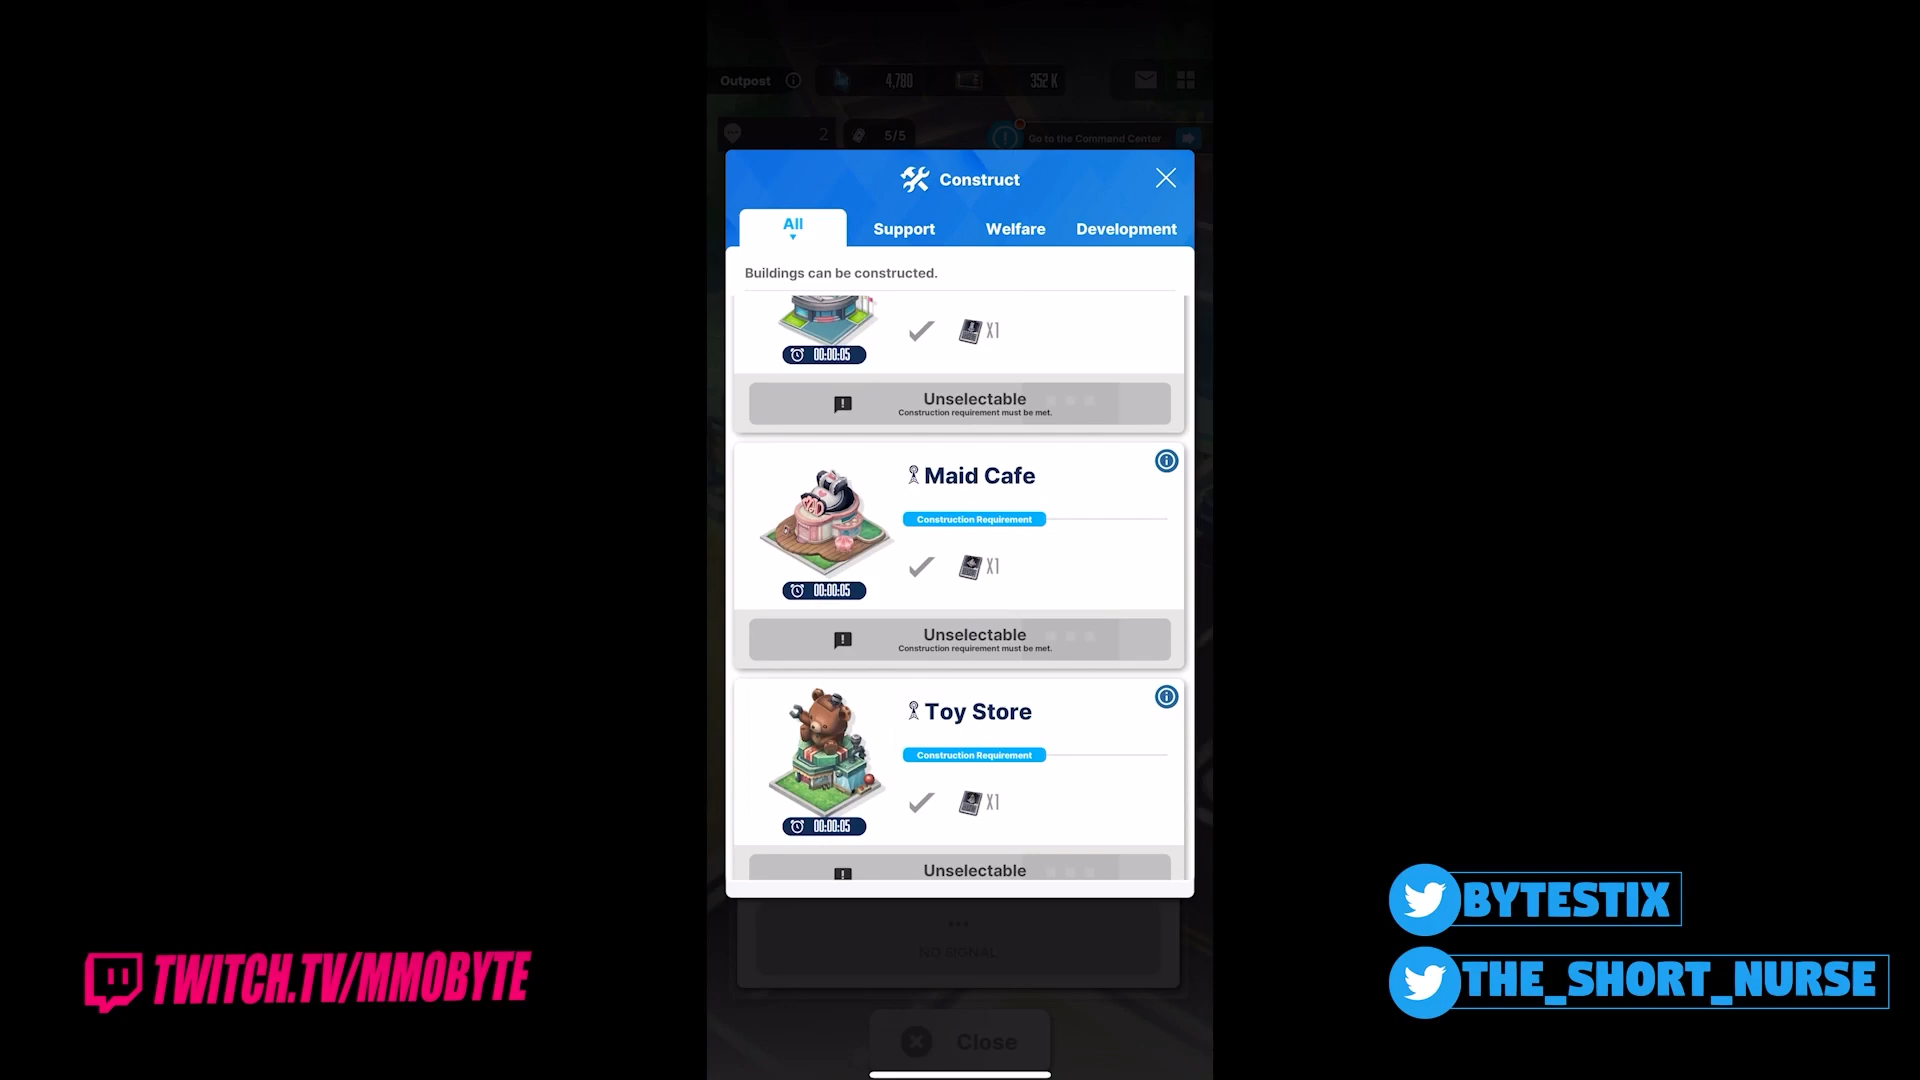 Outpost
4,780
352 K
2
5/5
Go to the Command Center
Construct
All
Support
Welfare
Development
Buildings can be constructed.
X1
00:00:05
Unselectable
Construction requirement must be met.
Maid Cafe
Construction Requirement
X1
00:00:05
Unselectable
Construction requirement must be met.
Toy Store
Construction Requirement
X1
00:00:05
Unselectable
NO SIGNAL
Close
TWITCH.TV/MMOBYTE
BYTESTIX
THE_SHORT_NURSE